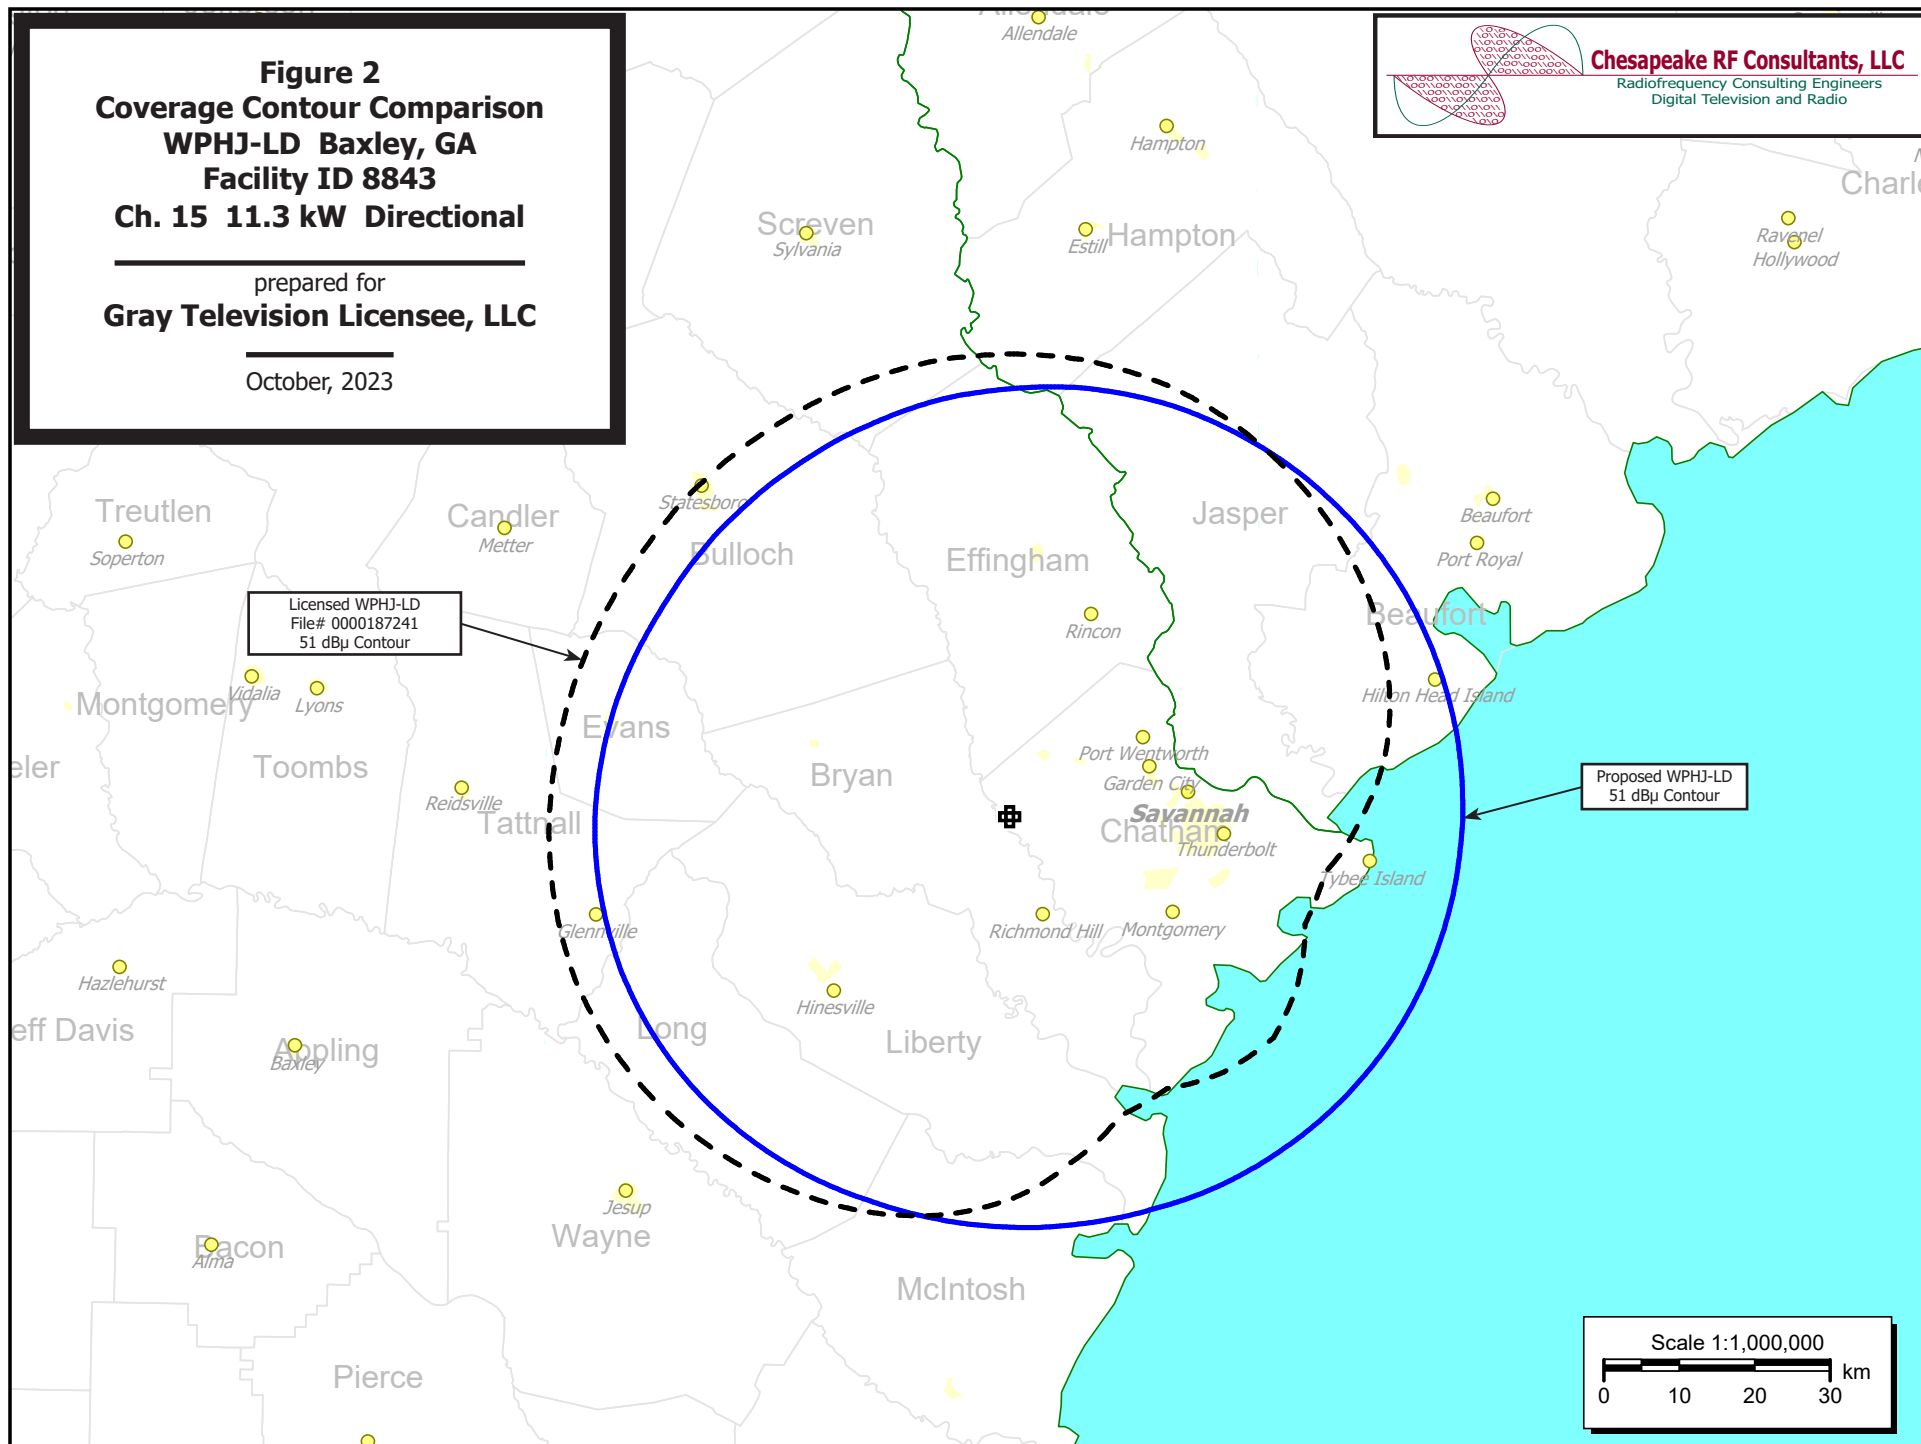 Figure 2
Coverage Contour Comparison
WPHJ-LD Baxley, GA
Facility ID 8843
Ch. 15 11.3 kW Directional
prepared for
Gray Television Licensee, LLC
October, 2023
Chesapeake RF Consultants, LLC
Radiofrequency Consulting Engineers
Digital Television and Radio
Allendale
Hampton
Screven
Sylvania
Estill
Hampton
Ravenel
Hollywood
Treutlen
Soperton
Candler
Metter
Statesboro
Bulloch
Effingham
Jasper
Beaufort
Port Royal
Licensed WPHJ-LD
File# 0000187241
51 dBµ Contour
Rincon
Beaufort
Montgomery
Vidalia
Lyons
Hilton Head Island
Evans
Toombs
Bryan
Port Wentworth
Garden City
Reidsville
Tattnall
Savannah
Chatham
Thunderbolt
Proposed WPHJ-LD
51 dBµ Contour
Tybee Island
Glennville
Richmond Hill
Montgomery
Hazlehurst
Hinesville
eff Davis
Appling
Baxley
Long
Liberty
Jesup
Wayne
Bacon
Alma
McIntosh
Pierce
Scale 1:1,000,000
km
0 10 20 30